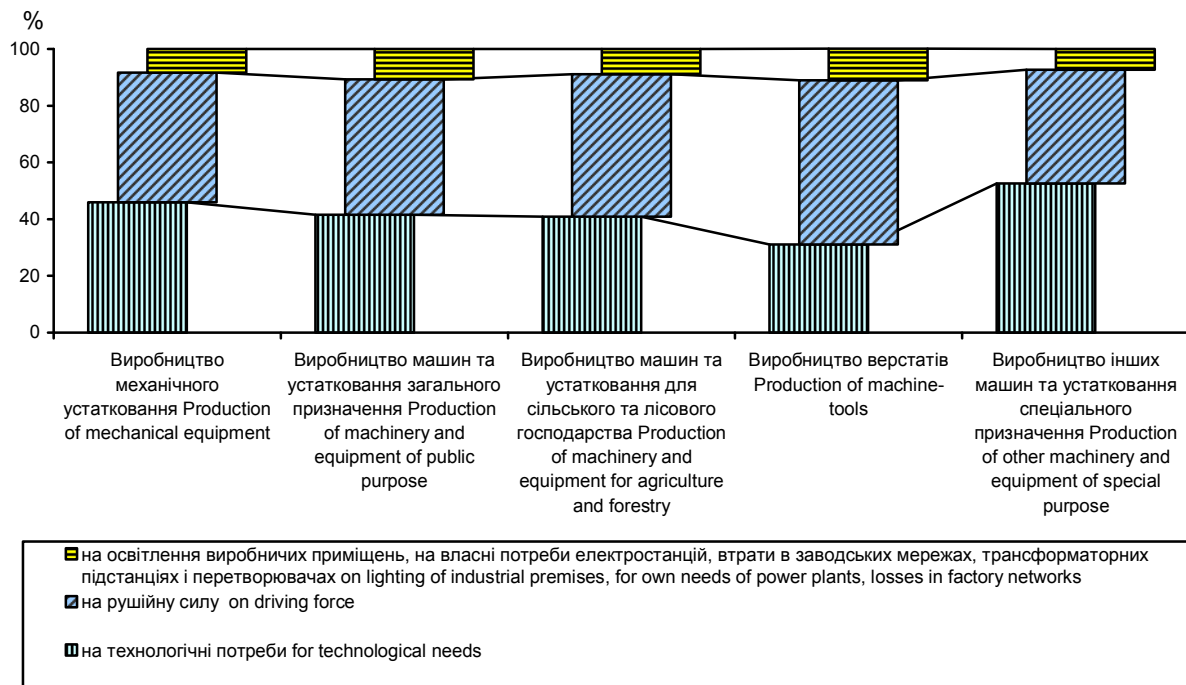 %
100
80
60
40
20
0
Виробництво
механічного
устатковання Production
of mechanical equipment
Виробництво машин та
устатковання загального
призначення Production
of machinery and
equipment of public
purpose
Виробництво машин та
устатковання для
сільського та лісового
господарства Production
of machinery and
equipment for agriculture
and forestry
Виробництво верстатів
Production of machine-
tools
Виробництво інших
машин та устатковання
спеціального
призначення Production
of other machinery and
equipment of special
purpose
на освітлення виробничих приміщень, на власні потреби електростанцій, втрати в заводських мережах, трансформаторних
підстанціях і перетворювачах on lighting of industrial premises, for own needs of power plants, losses in factory networks
на рушійну силу on driving force
на технологічні потреби for technological needs